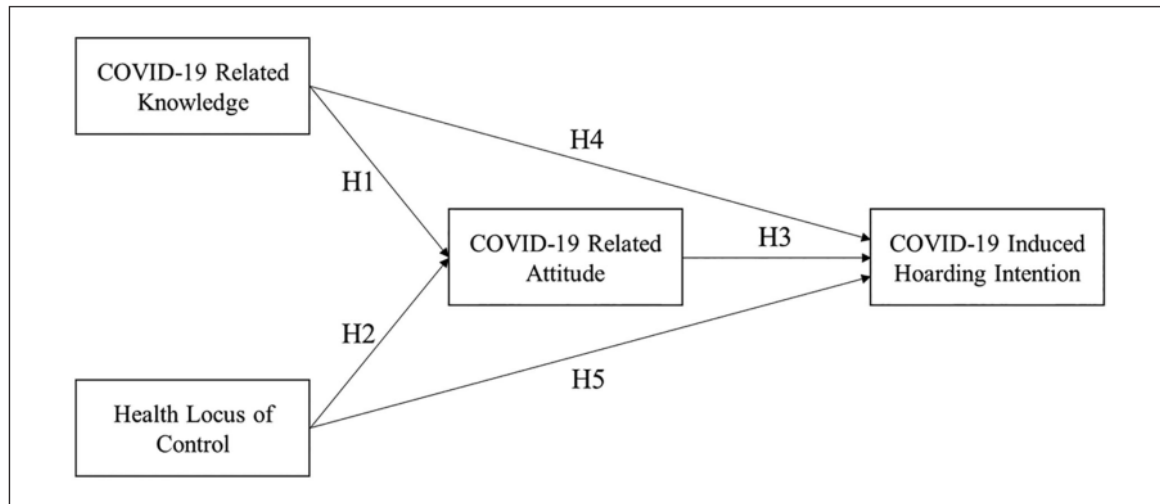 COVID-19 Related
Knowledge
H4
H1
COVID-19 Related
Attitude
H3
COVID-19 Induced
Hoarding Intention
H2
H5
Health Locus of
Control